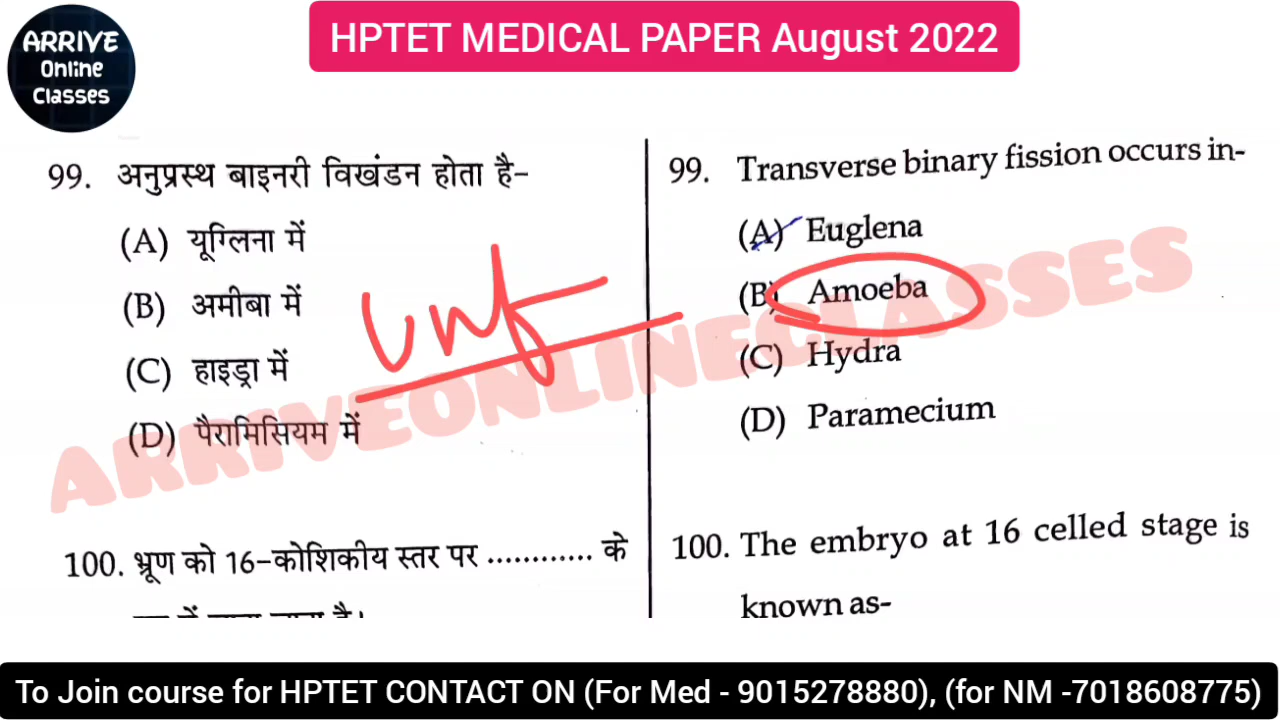 ARRIVE
Online
Classes
HPTET MEDICAL PAPER August 2022
99. अनुप्रस्थ बाइनरी विखंडन होता है-
(A) यूग्लिना में
(B) अमीबा में
(C) हाइड्रा में
(D) पैरामिसियम में
100. भ्रूण को 16-कोशिकीय स्तर पर ............ के
99. Transverse binary fission occurs in-
(A) Euglena
(B) Amoeba
(C) Hydra
(D) Paramecium
100. The embryo at 16 celled stage is
known as-
ARRIVEONLINECLASSES
To Join course for HPTET CONTACT ON (For Med - 9015278880), (for NM -7018608775)